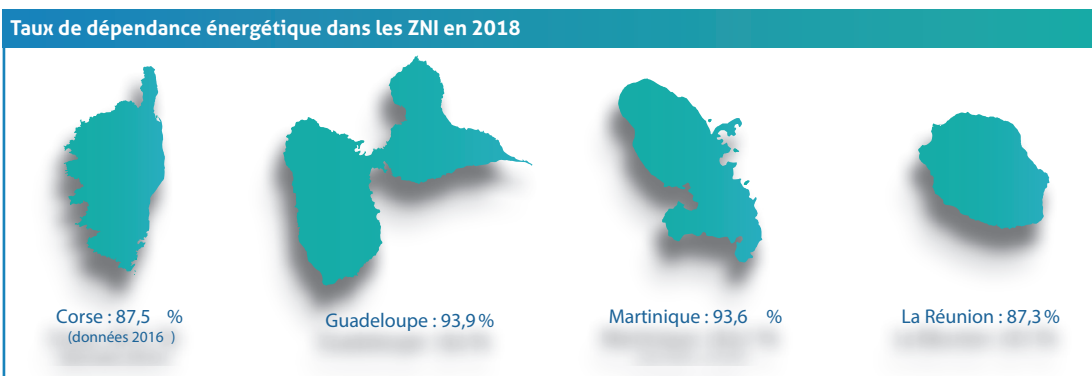 Taux de dépendance énergétique dans les ZNI en 2018
Corse : 87,5 %
(données 2016 )
Guadeloupe : 93,9 %
Martinique : 93,6 %
La Réunion : 87,3 %